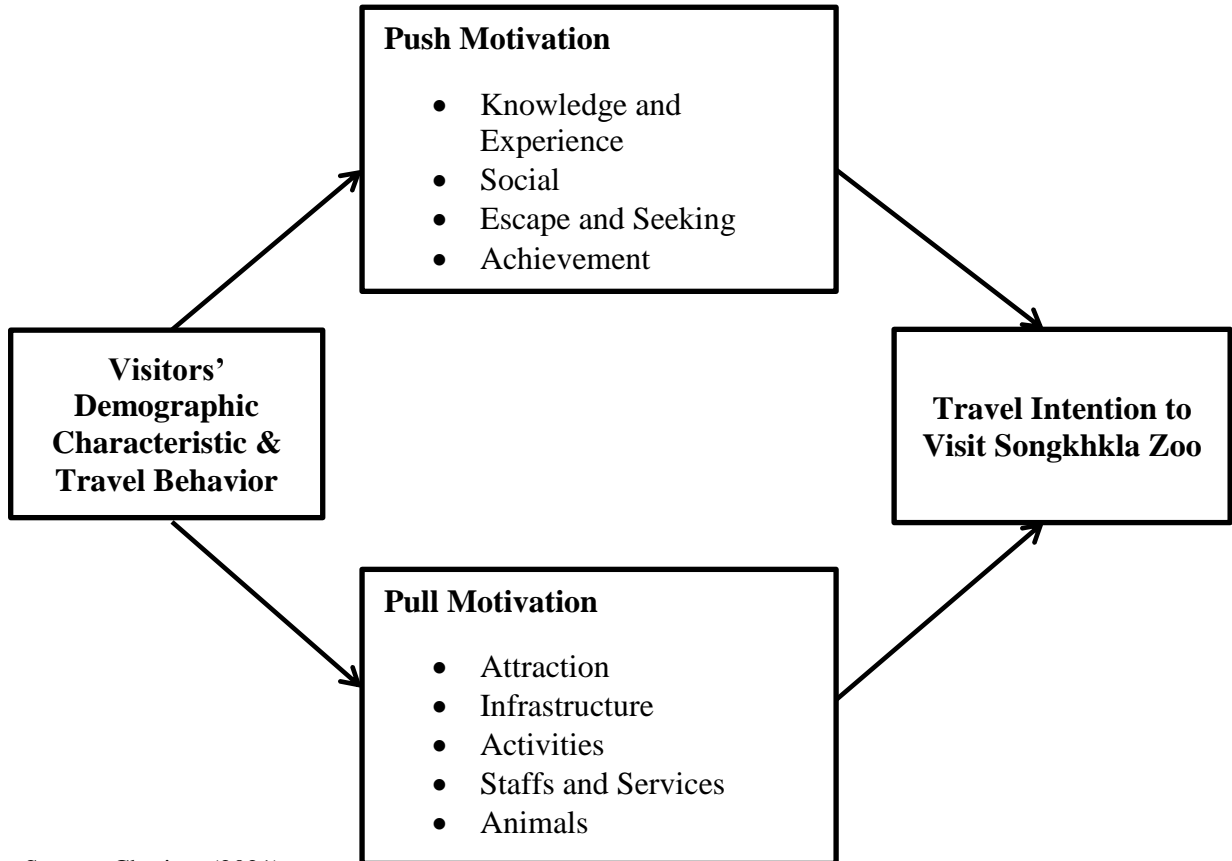 Push Motivation
• Knowledge and
Experience
• Social
• Escape and Seeking
• Achievement
Visitors’
Demographic
Characteristic &
Travel Behavior
Travel Intention to
Visit Songkhkla Zoo
Pull Motivation
• Attraction
• Infrastructure
• Activities
• Staffs and Services
• Animals